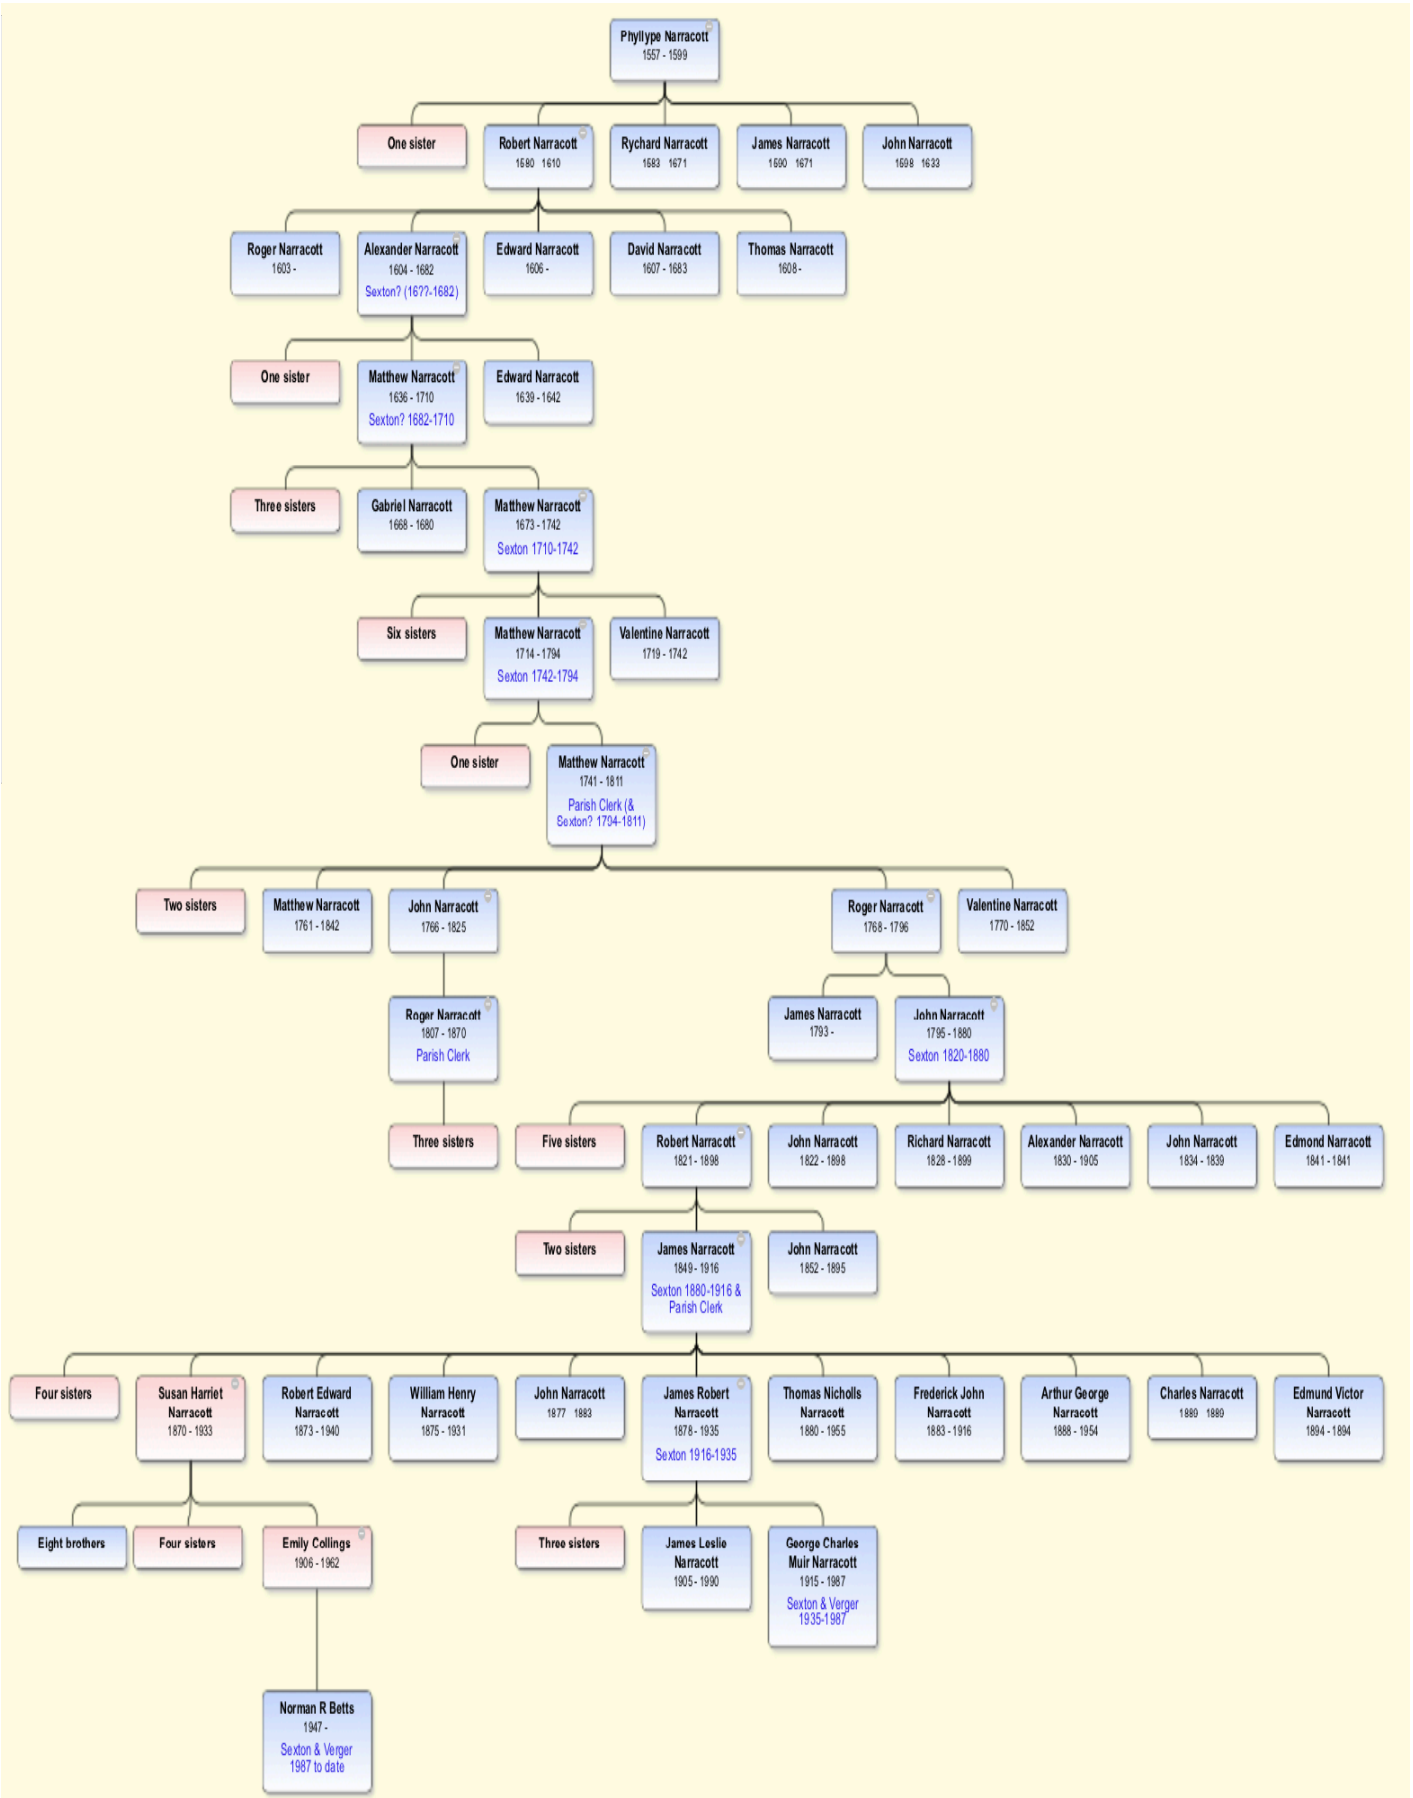 Phyllype Narracott
1557 - 1599
One sister
Robert Narracott
1580 1610
Rychard Narracott
1583 1671
James Narracott
1590 1671
John Narracott
1598 1633
Roger Narracott
1603 -
Alexander Narracott
1604 - 1682
Sexton? (16??-1682)
Edward Narracott
1606 -
David Narracott
1607 - 1683
Thomas Narracott
1608 -
One sister
Matthew Narracott
1636 - 1710
Sexton? 1682-1710
Edward Narracott
1639 - 1642
Three sisters
Gabriel Narracott
1668 - 1680
Matthew Narracott
1673 - 1742
Sexton 1710-1742
Six sisters
Matthew Narracott
1714 - 1794
Sexton 1742-1794
Valentine Narracott
1719 - 1742
One sister
Matthew Narracott
1741 - 1811
Parish Clerk (&
Sexton? 1794-1811)
Two sisters
Matthew Narracott
1761 - 1842
John Narracott
1766 - 1825
Roger Narracott
1768 - 1796
Valentine Narracott
1770 - 1852
Roger Narracott
1807 - 1870
Parish Clerk
James Narracott
1793 -
John Narracott
1795 - 1880
Sexton 1820-1880
Three sisters
Five sisters
Robert Narracott
1821 - 1898
John Narracott
1822 - 1898
Richard Narracott
1828 - 1899
Alexander Narracott
1830 - 1905
John Narracott
1834 - 1839
Edmond Narracott
1841 - 1841
Two sisters
James Narracott
1849 - 1916
Sexton 1880-1916 &
Parish Clerk
John Narracott
1852 - 1895
Four sisters
Susan Harriet
Narracott
1870 - 1933
Robert Edward
Narracott
1873 - 1940
William Henry
Narracott
1875 - 1931
John Narracott
1877 1883
James Robert
Narracott
1878 - 1935
Sexton 1916-1935
Thomas Nicholls
Narracott
1880 - 1955
Frederick John
Narracott
1883 - 1916
Arthur George
Narracott
1888 - 1954
Charles Narracott
1889 1889
Edmund Victor
Narracott
1894 - 1894
Eight brothers
Four sisters
Emily Collings
1906 - 1962
Three sisters
James Leslie
Narracott
1905 - 1990
George Charles
Muir Narracott
1915 - 1987
Sexton & Verger
1935-1987
Norman R Betts
1947 -
Sexton & Verger
1987 to date